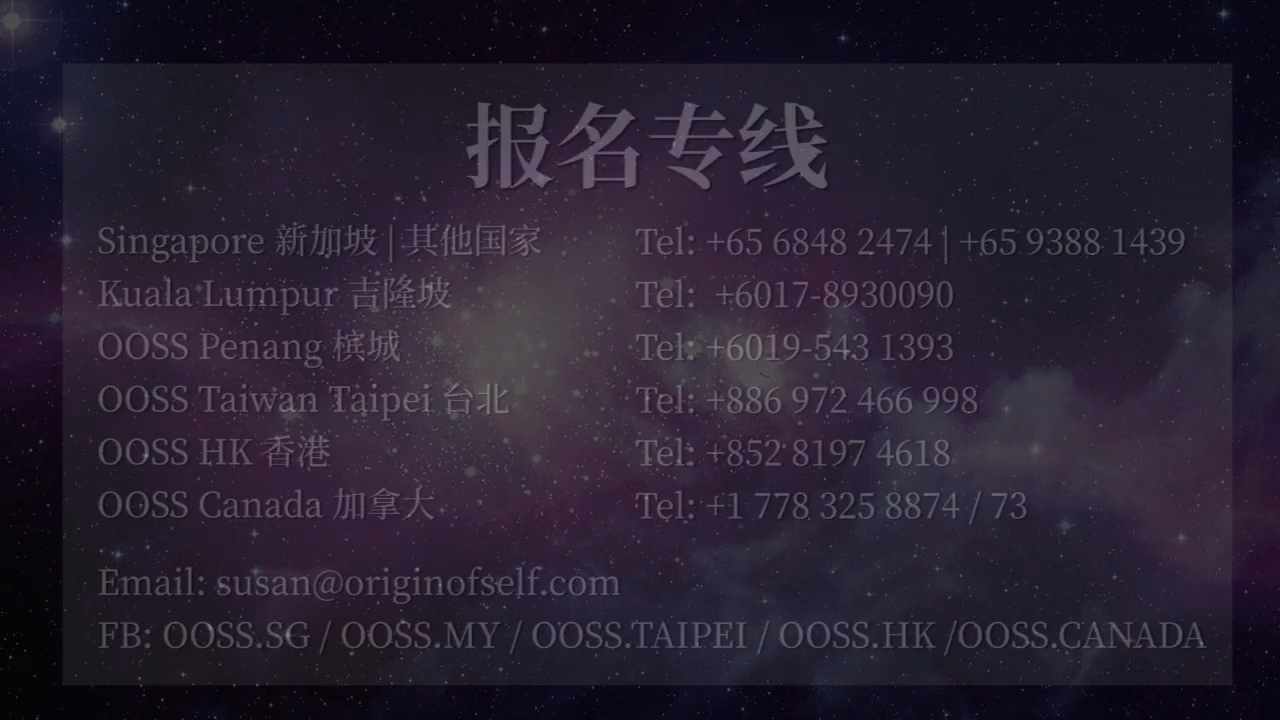 报名专线
Singapore 新加坡 | 其他国家 Tel: +65 6848 2474 | +65 9388 1439
Kuala Lumpur 吉隆坡 Tel: +6017-8930090
OOSS Penang 槟城 Tel: +6019-543 1393
OOSS Taiwan Taipei 台北 Tel: +886 972 466 998
OOSS HK 香港 Tel: +852 8197 4618
OOSS Canada 加拿大 Tel: +1 778 325 8874 / 73
Email: susan@originofself.com
FB: OOSS.SG / OOSS.MY / OOSS.TAIPEI / OOSS.HK /OOSS.CANADA